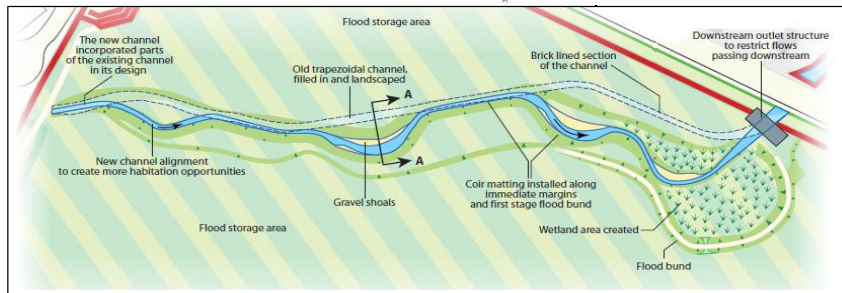 Flood storage area
The new channel
incorporated parts
of the existing channel
in its design
Old trapezoidal channel,
filled in and landscaped
A
Brick lined section
of the channel
Downstream outlet structure
to restrict flows
passing downstream
New channel alignment
to create more habitation opportunities
Gravel shoals
A
Coir matting installed along
immediate margins
and first stage flood bund
Flood storage area
Wetland area created
Flood bund